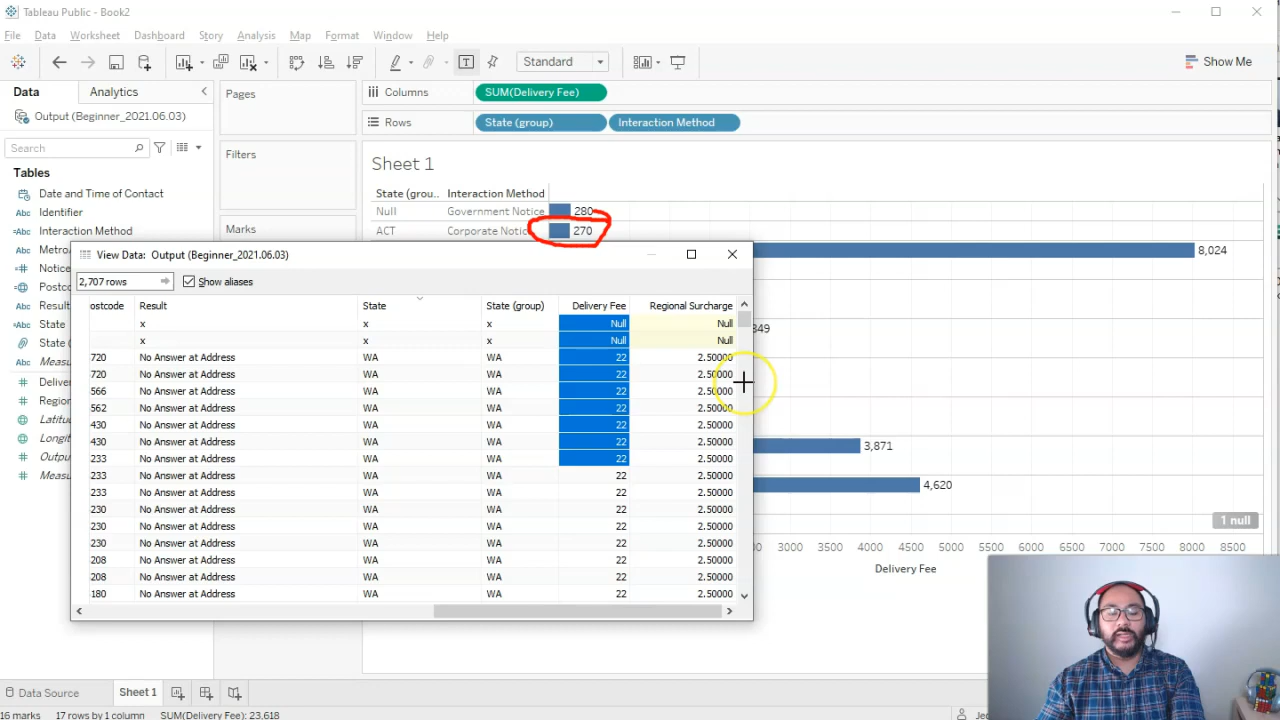 Tableau Public - Book2
File Data Worksheet Dashboard Story Analysis Map Format Window Help
Standard
Show Me
Data Analytics
Output (Beginner_2021.06.03)
Search
Tables
Date and Time of Contact
Abc Identifier
=Abc Interaction Method
Abc
Abc
=Abc State
Abc
Pages
Filters
Marks
Columns SUM(Delivery Fee)
Rows State (group) Interaction Method
Sheet 1
State (grou.. Interaction Method
Null Government Notice 280
ACT 270
8,024
3,871
4,620
1 null
3000 3500 4000 4500 5000 5500 6000 6500 7000 7500 8000 8500
Delivery Fee
View Data: Output (Beginner_2021.06.03)
2,707 rows Show aliases
ostcode Result State State (group) Delivery Fee Regional Surcharge
x x x Null Null
x x x Null Null
720 No Answer at Address WA WA 22 2.50000
720 No Answer at Address WA WA 22 2.50000
566 No Answer at Address WA WA 22 2.50000
562 No Answer at Address WA WA 22 2.50000
430 No Answer at Address WA WA 22 2.50000
430 No Answer at Address WA WA 22 2.50000
233 No Answer at Address WA WA 22 2.50000
233 No Answer at Address WA WA 22 2.50000
233 No Answer at Address WA WA 22 2.50000
230 No Answer at Address WA WA 22 2.50000
230 No Answer at Address WA WA 22 2.50000
230 No Answer at Address WA WA 22 2.50000
208 No Answer at Address WA WA 22 2.50000
208 No Answer at Address WA WA 22 2.50000
180 No Answer at Address WA WA 22 2.50000
Data Source Sheet 1
16 marks 17 rows by 1 column SUM(Delivery Fee): 23,618